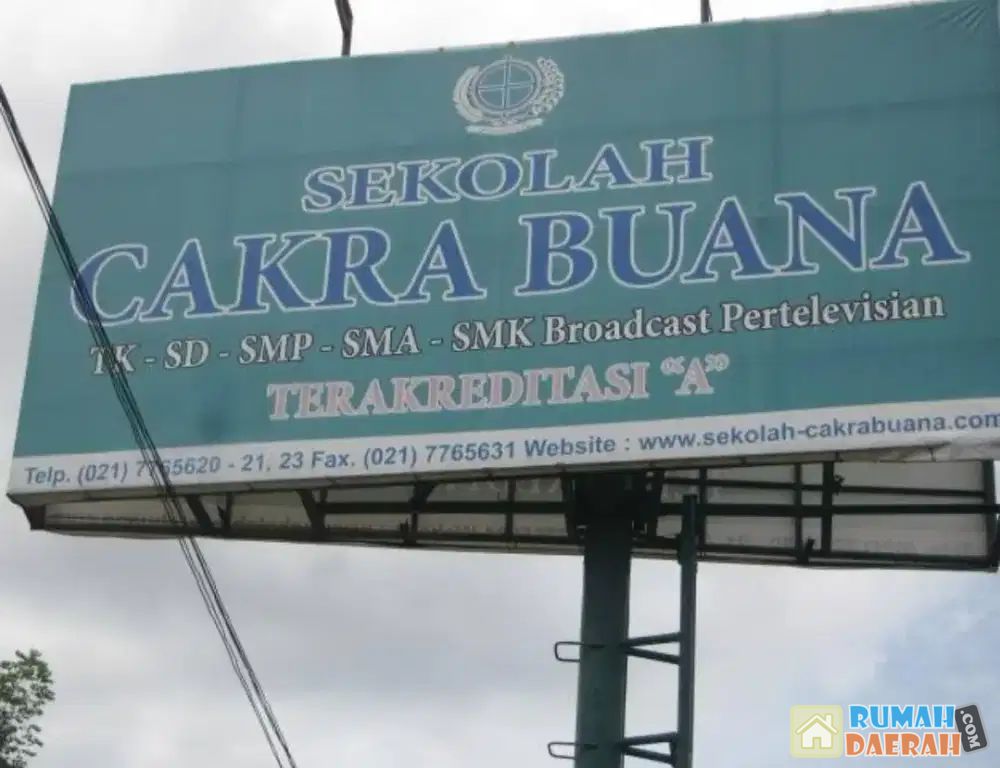 SEKOLAH
CAKRA BUANA
TK - SD - SMP - SMA - SMK Broadcast Pertelevisian
TERAKREDITASI "A"
Telp. (021) 7765620 - 21, 23 Fax. (021) 7765631 Website : www.sekolah-cakrabuana.com
RUMAH
DAERAH.COM